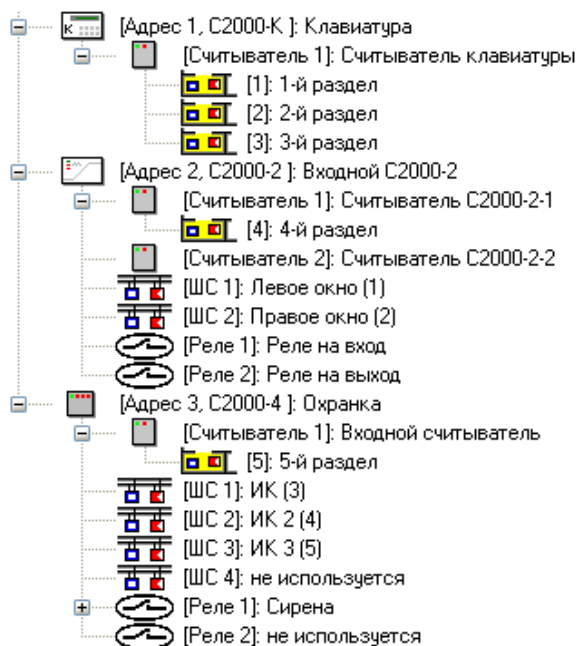 [Адрес 1, С2000-К ]: Клавиатура
[Считыватель 1]: Считыватель клавиатуры
[1]: 1-й раздел
[2]: 2-й раздел
[3]: 3-й раздел
[Адрес 2, С2000-2 ]: Входной С2000-2
[Считыватель 1]: Считыватель С2000-2-1
[4]: 4-й раздел
[Считыватель 2]: Считыватель С2000-2-2
[ШС 1]: Левое окно (1)
[ШС 2]: Правое окно (2)
[Реле 1]: Реле на вход
[Реле 2]: Реле на выход
[Адрес 3, С2000-4 ]: Охранка
[Считыватель 1]: Входной считыватель
[5]: 5-й раздел
[ШС 1]: ИК (3)
[ШС 2]: ИК 2 (4)
[ШС 3]: ИК 3 (5)
[ШС 4]: не используется
[Реле 1]: Сирена
[Реле 2]: не используется